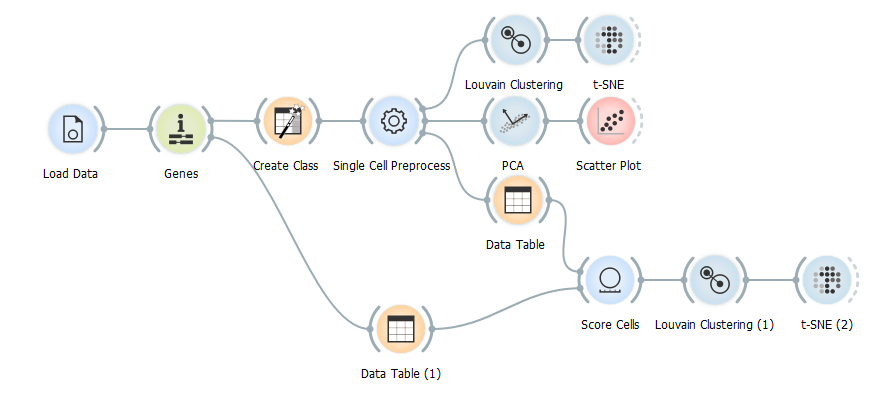 Louvain Clustering
t-SNE
Load Data
Genes
Create Class
Single Cell Preprocess
PCA
Scatter Plot
Data Table
Score Cells
Louvain Clustering (1)
t-SNE (2)
Data Table (1)